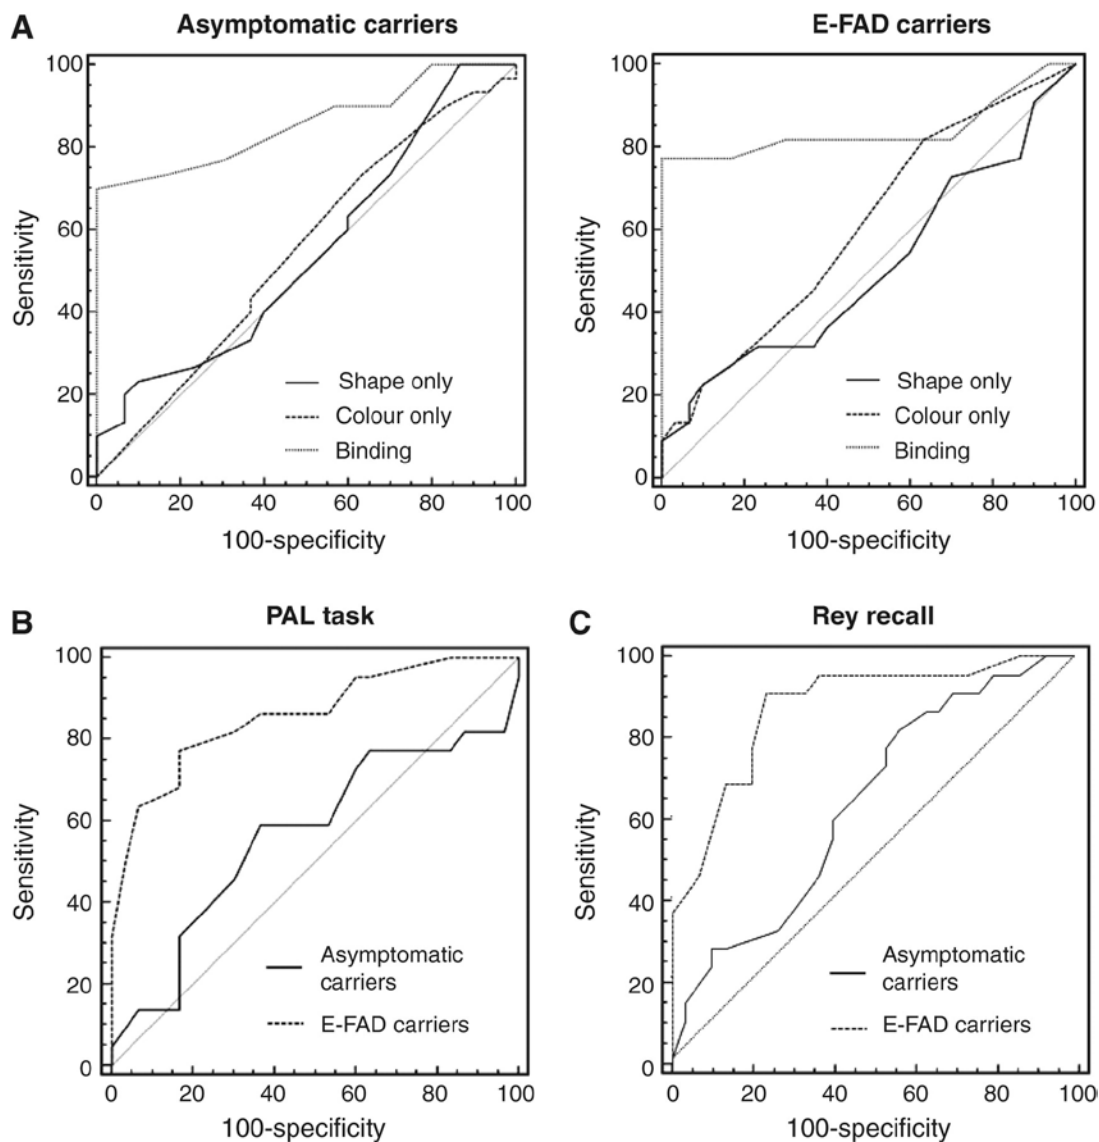 A
Asymptomatic carriers
E-FAD carriers
Sensitivity
100
80
60
40
20
0
0 20 40 60 80 100
100-specificity
Shape only
Colour only
Binding
Sensitivity
100
80
60
40
20
0
0 20 40 60 80 100
100-specificity
Shape only
Colour only
Binding
B
PAL task
Sensitivity
100
80
60
40
20
0
0 20 40 60 80 100
100-specificity
Asymptomatic
carriers
E-FAD carriers
C
Rey recall
Sensitivity
100
80
60
40
20
0
0 20 40 60 80 100
100-specificity
Asymptomatic
carriers
E-FAD carriers